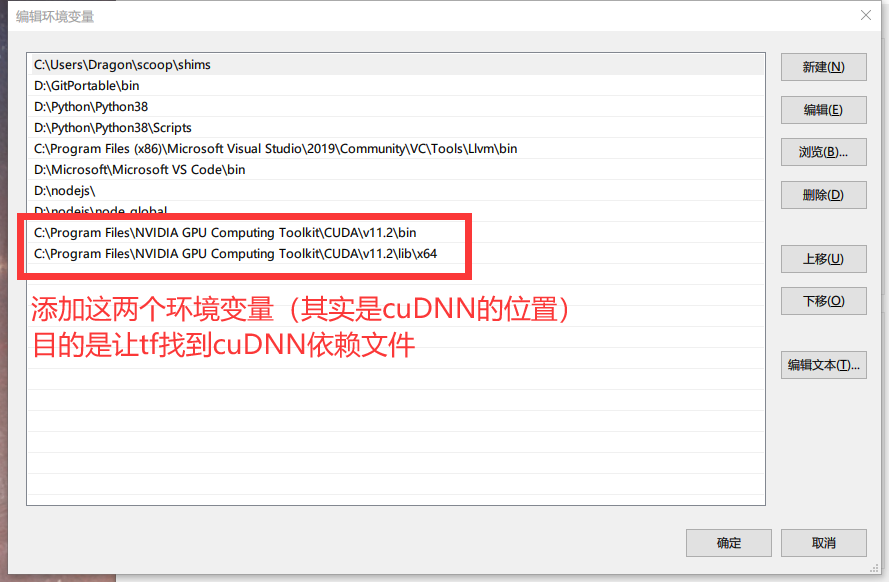 编辑环境变量
C:\Users\Dragon\scoop\shims
D:\GitPortable\bin
D:\Python\Python38
D:\Python\Python38\Scripts
C:\Program Files (x86)\Microsoft Visual Studio\2019\Community\VC\Tools\Llvm\bin
D:\Microsoft\Microsoft VS Code\bin
D:\nodejs\
D:\nodejs\node_global
C:\Program Files\NVIDIA GPU Computing Toolkit\CUDA\v11.2\bin
C:\Program Files\NVIDIA GPU Computing Toolkit\CUDA\v11.2\lib\x64
添加这两个环境变量（其实是cuDNN的位置）
目的是让tf找到cuDNN依赖文件
新建(N)
编辑(E)
浏览(B)...
删除(D)
上移(U)
下移(O)
编辑文本(T)...
确定
取消